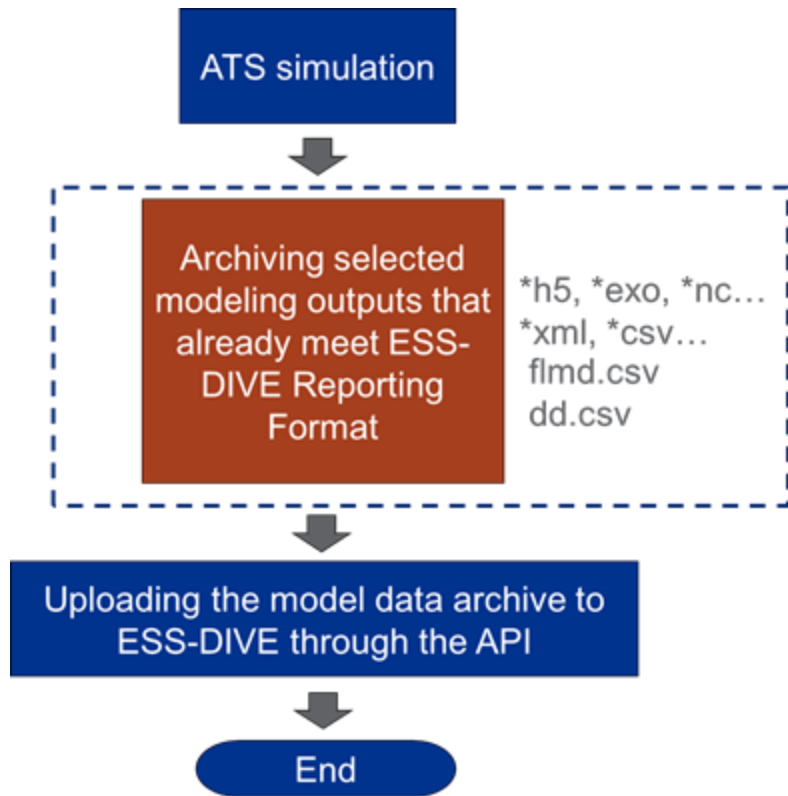 ATS simulation
Archiving selected
modeling outputs that
already meet ESS-
DIVE Reporting
Format
*h5, *exo, *nc…
*xml, *csv…
flmd.csv
dd.csv
Uploading the model data archive to
ESS-DIVE through the API
End